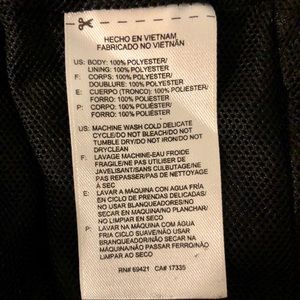 HECHO EN VIETNAM
FABRICADO NO VIETNÃN
US: BODY: 100% POLYESTER/
LINING: 100% POLYESTER
F: CORPS: 100% POLYESTER/
DOUBLURE: 100% POLYESTER
E: CUERPO (TRONCO): 100% POLIÉSTER/
FORRO: 100% POLIÉSTER
P: CORPO: 100% POLIÉSTER/
FORRO: 100% POLIÉSTER
US: MACHINE WASH COLD DELICATE
CYCLE/DO NOT BLEACH/DO NOT
TUMBLE DRY/DO NOT IRON/DO NOT
DRYCLEAN
F: LAVAGE MACHINE-EAU FROIDE
FRAGILE/NE PAS UTILISER DE
JAVELISANT/SANS CULBUTAGE/NE
PAS REPASSER/PAS DE NETTOYAGE
A SEC
E: LAVAR A MÁQUINA CON AGUA FRÍA
EN CICLO DE PRENDAS DELICADAS/
NO USAR BLANQUEADORES/NO
SECAR EN MAQUINA/NO PLANCHAR/
NO LIMPIAR EN SECO
P: LAVAR NA MÁQUINA COM AGUA
FRIA CICLO SUAVE/NÃO USAR
BRANQUEADOR/NÃO SECAR NA
MÁQUINA/NÃO PASSAR FERRO/NÃO
LIMPAR AO SECO
RN# 69421 CA# 17335